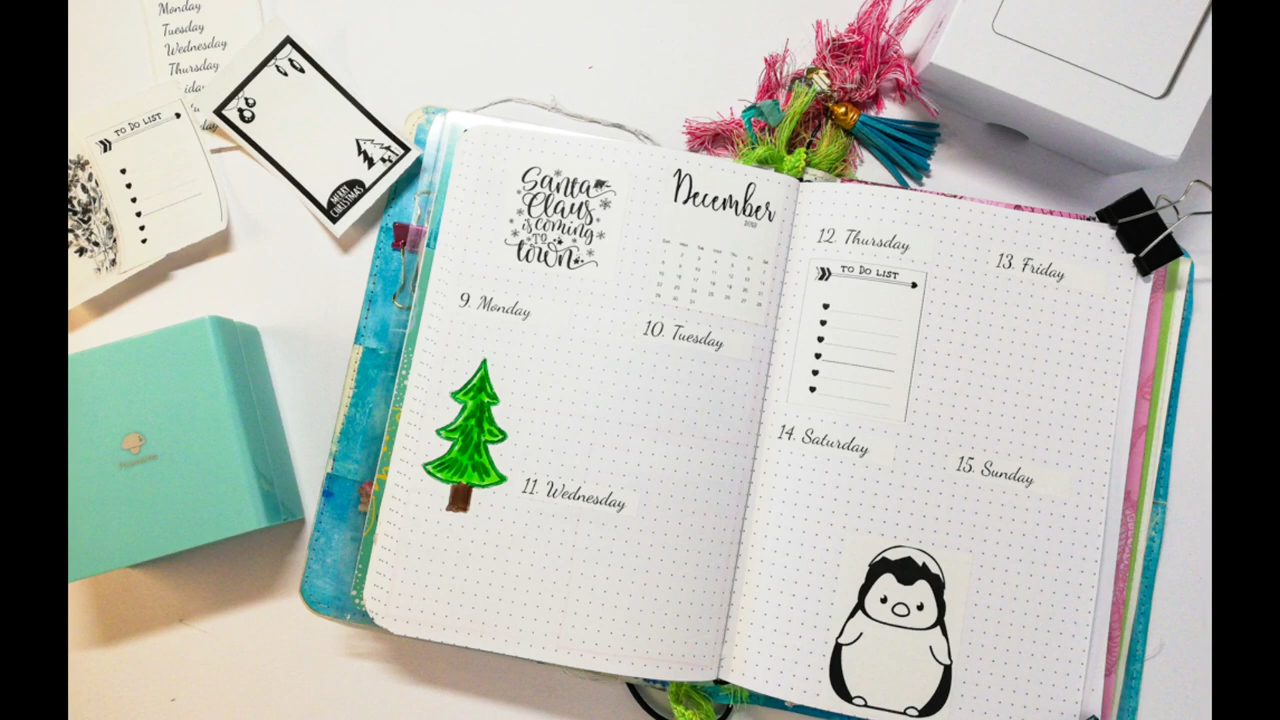 Monday
Tuesday
Wednesday
Thursday
TO DO LIST
MERRY
CHRISTMAS
Santa
Claus
is coming
TO
town
December
9. Monday
10. Tuesday
11. Wednesday
12. Thursday
13. Friday
TO DO LIST
14. Saturday
15. Sunday